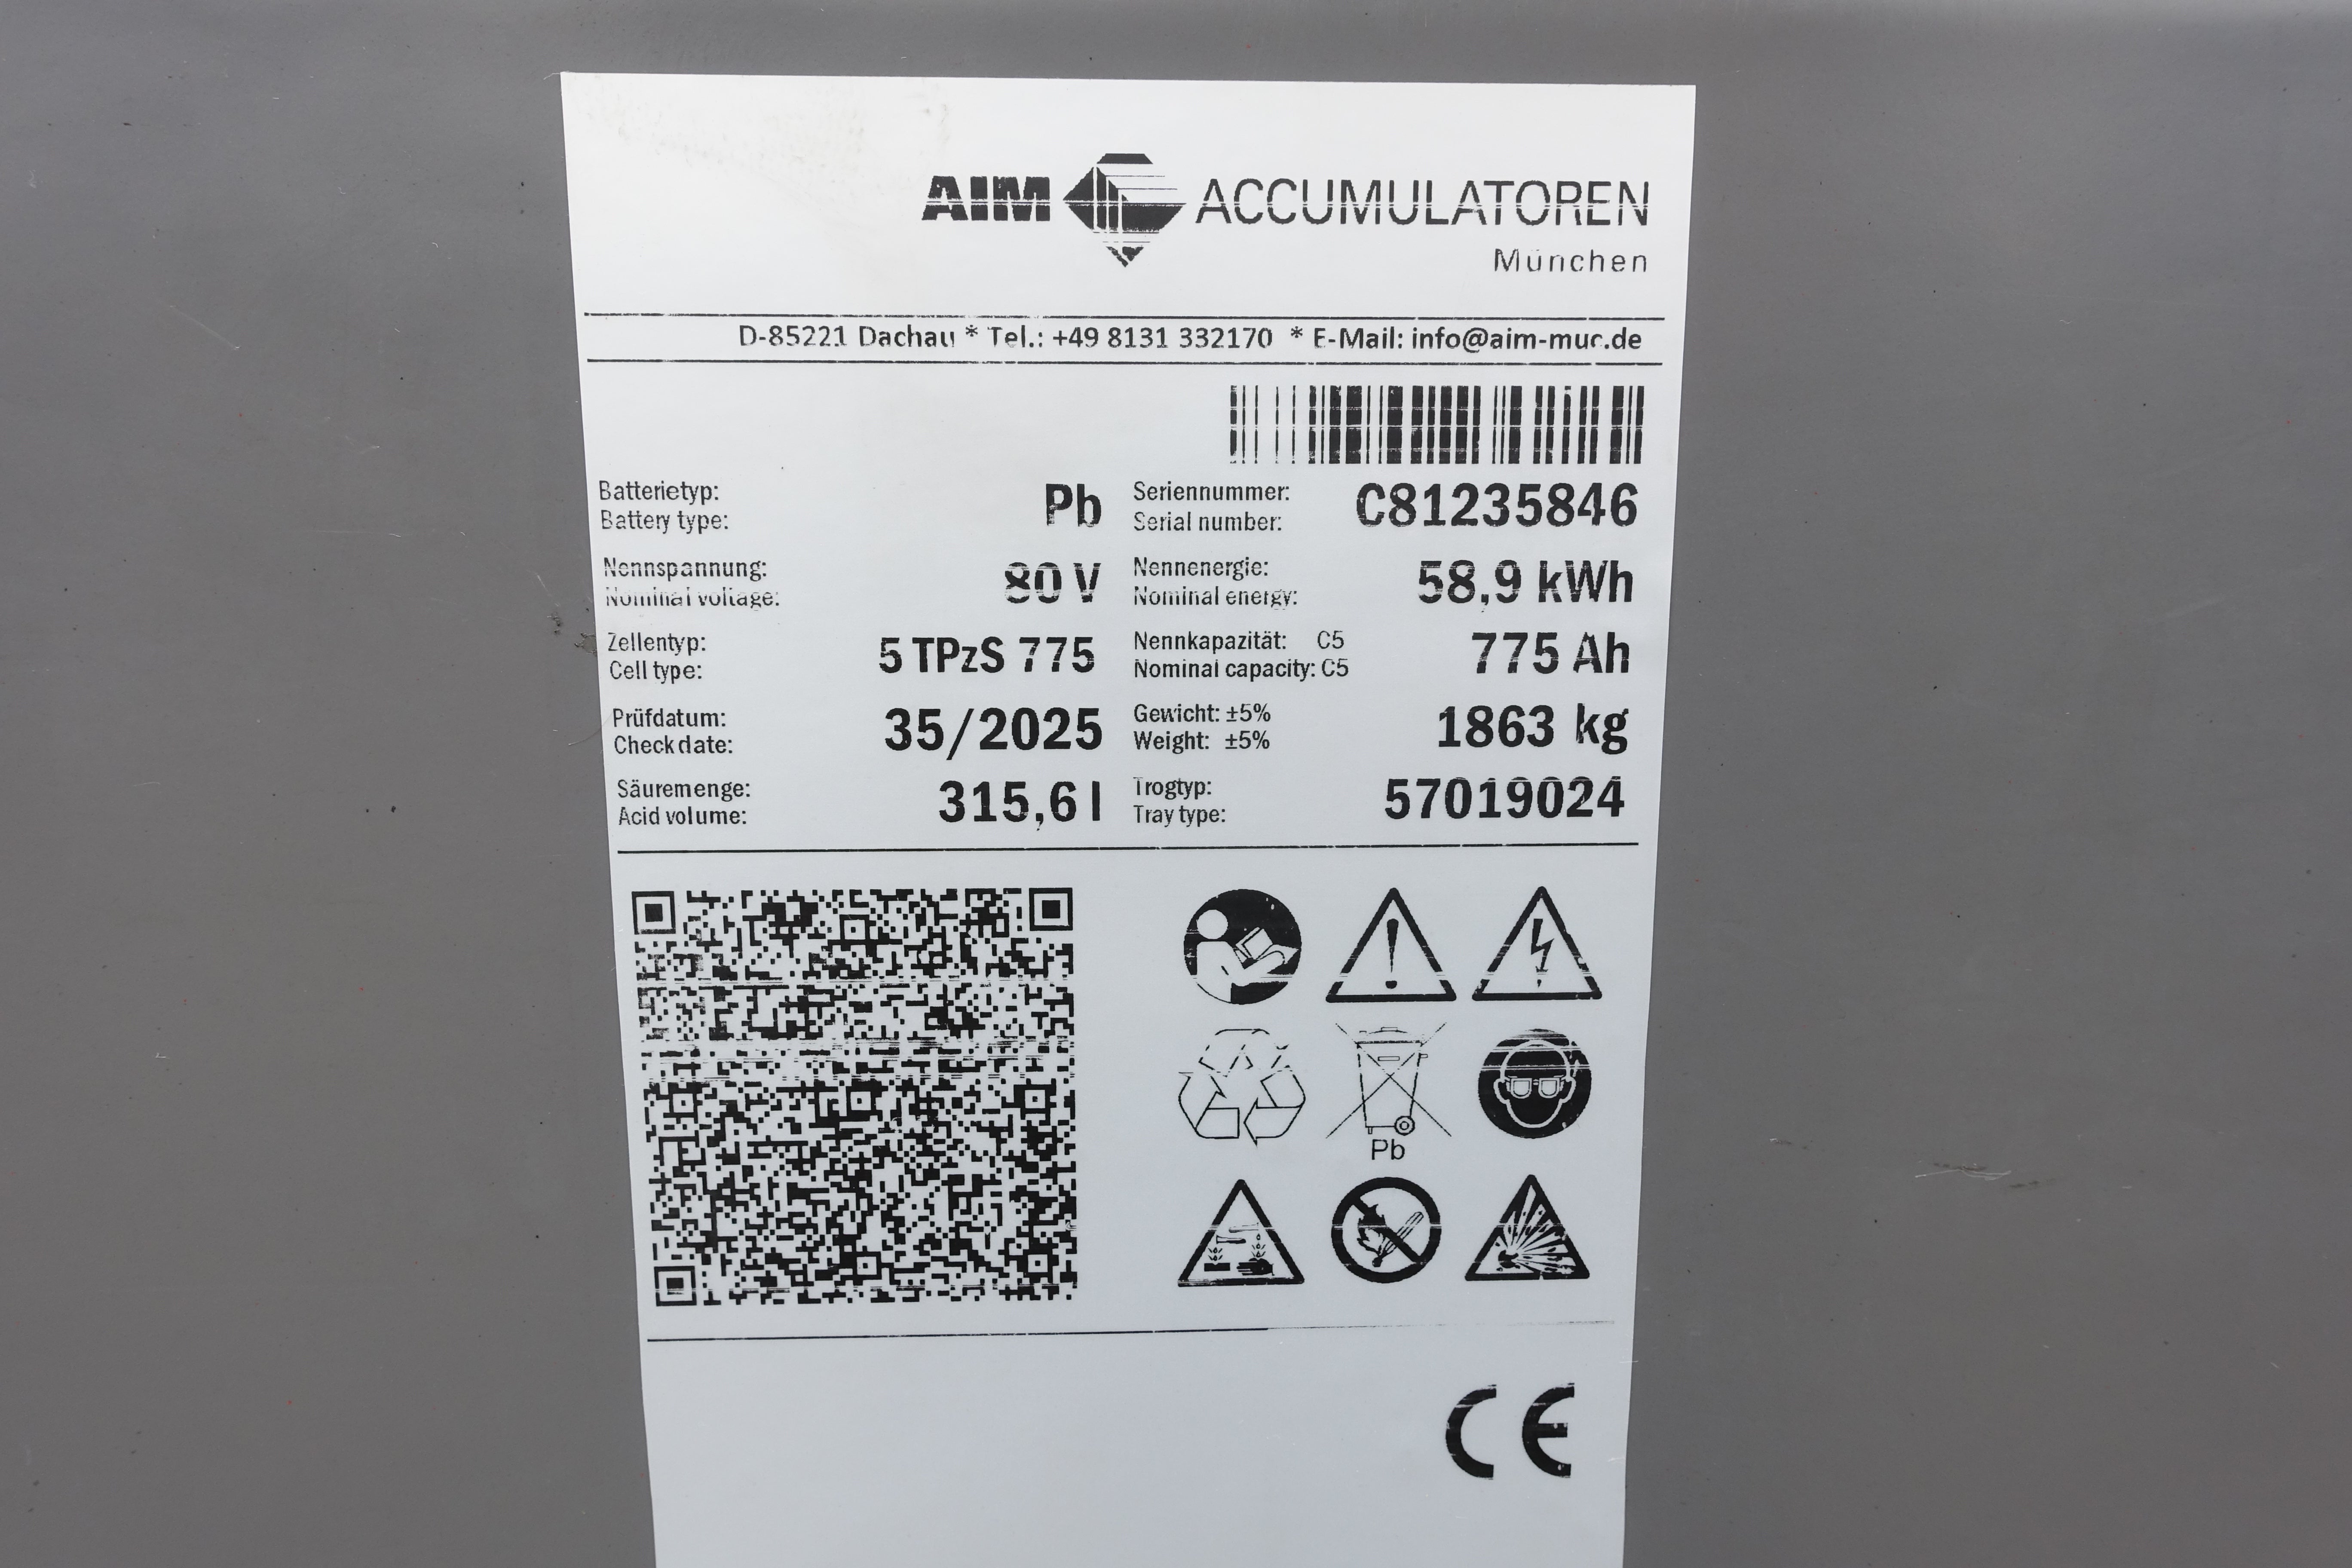 AIM ACCUMULATOREN
München
D-85221 Dachau * Tel.: +49 8131 332170 * E-Mail: info@aim-muc.de
Batterietyp:
Battery type:
Pb
Seriennummer:
Serial number:
C81235846
Nennspannung:
Nominal voltage:
80 V
Nennenergie:
Nominal energy:
58,9 kWh
Zellentyp:
Cell type:
5 TPzS 775
Nennkapazität: C5
Nominal capacity: C5
775 Ah
Prüfdatum:
Check date:
35/2025
Gewicht: ±5%
Weight: ±5%
1863 kg
Säuremenge:
Acid volume:
315,6 l
Trogtyp:
Tray type:
57019024
Pb
CE